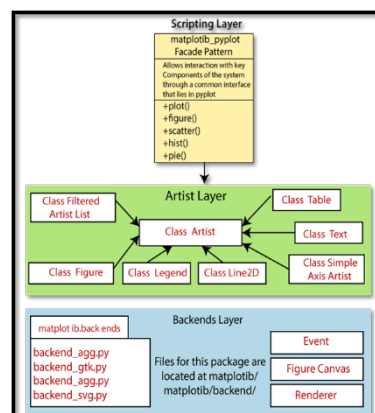 Scripting Layer
matplotib_pyplot
Facade Pattern
Allows interaction with key
Components of the system
through a common interface
that lies in pyplot
+plot()
+figure()
+scatter()
+hist()
+pie()
Artist Layer
Class Filtered
Artist List
Class Table
Class Artist
Class Text
Class Figure
Class Legend
Class Line2D
Class Simple
Axis Artist
Backends Layer
matplot ib.back ends
backend_agg.py
backend_gtk.py
backend_agg.py
backend_svg.py
Files for this package are
located at matplotib/
matplotib/backend/
Event
Figure Canvas
Renderer